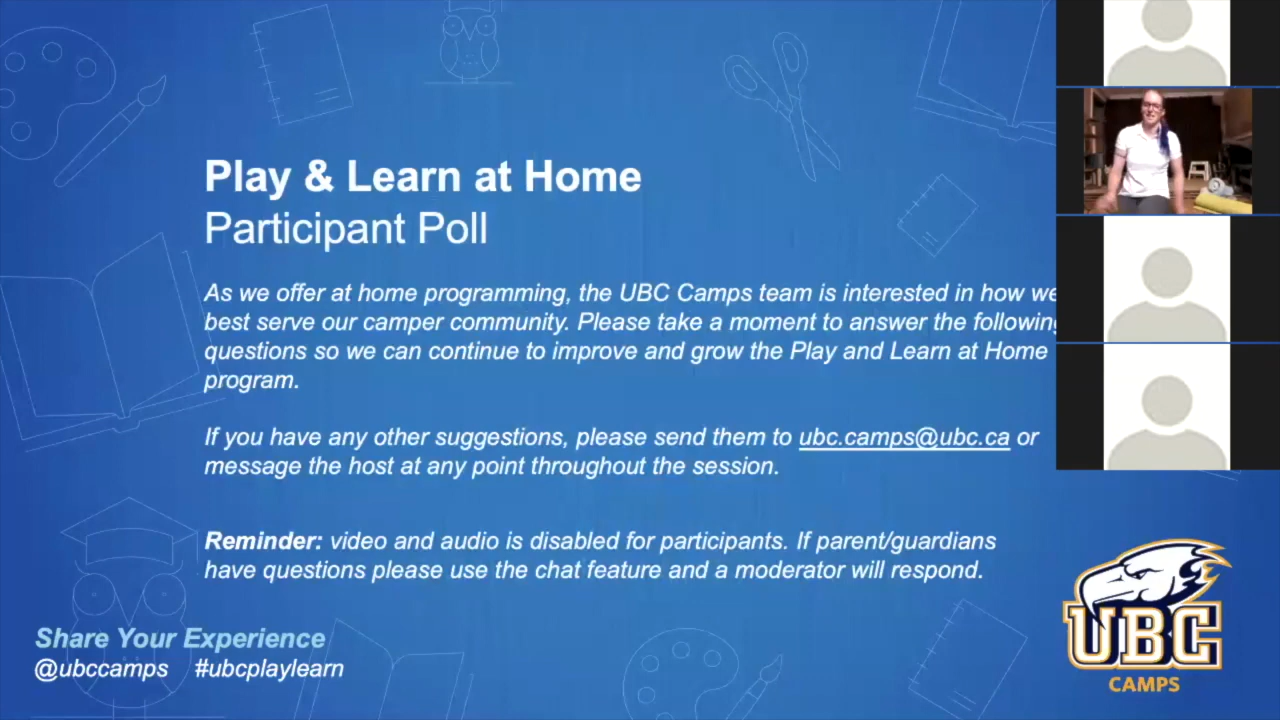 Play & Learn at Home
Participant Poll
As we offer at home programming, the UBC Camps team is interested in how we
best serve our camper community. Please take a moment to answer the following
questions so we can continue to improve and grow the Play and Learn at Home
program.
If you have any other suggestions, please send them to ubc.camps@ubc.ca or
message the host at any point throughout the session.
Reminder: video and audio is disabled for participants. If parent/guardians
have questions please use the chat feature and a moderator will respond.
Share Your Experience
@ubccamps #ubcplaylearn
UBC
CAMPS